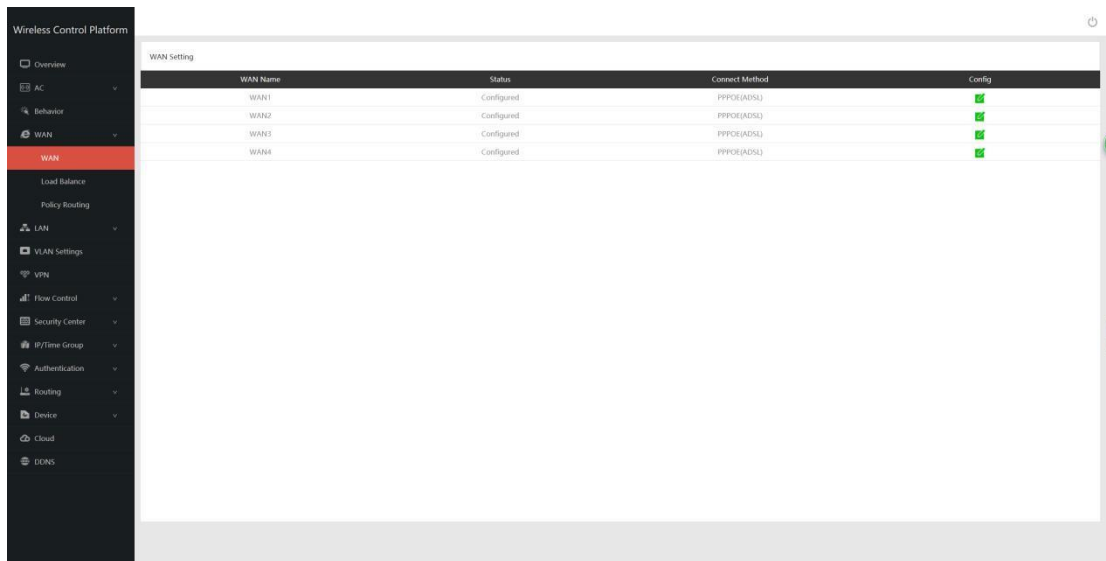 Wireless Control Platform
Overview
AC
Behavior
WAN
WAN
Load Balance
Policy Routing
LAN
VLAN Settings
VPN
Flow Control
Security Center
IP/Time Group
Authentication
Routing
Device
Cloud
DDNS
WAN Setting
WAN Name Status Connect Method Config
WAN1 Configured PPPOE(ADSL)
WAN2 Configured PPPOE(ADSL)
WAN3 Configured PPPOE(ADSL)
WAN4 Configured PPPOE(ADSL)